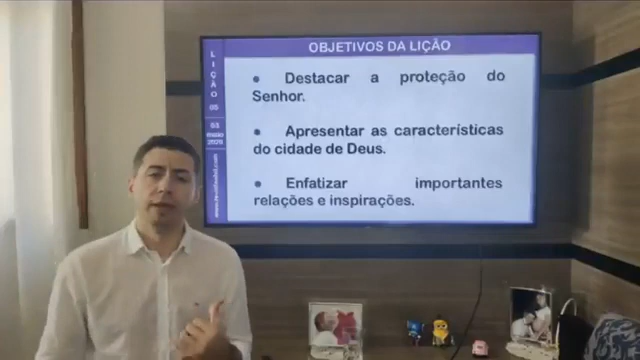 OBJETIVOS DA LIÇÃO
LIÇÃO
05
03
maio
2026
● Destacar a proteção do
Senhor.
● Apresentar as características
do cidade de Deus.
● Enfatizar importantes
relações e inspirações.